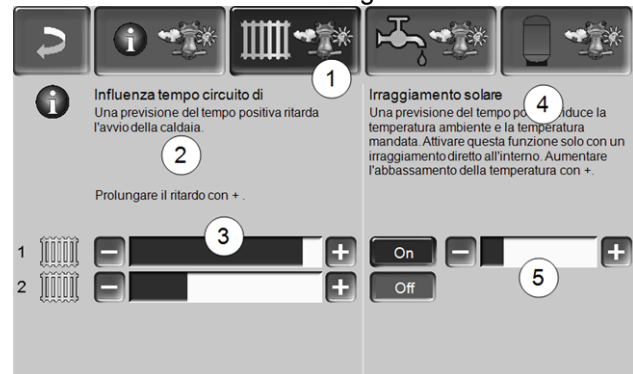 1
Influenza tempo circuito di
Una previsione del tempo positiva ritarda
l'avvio della caldaia.
2
Prolungare il ritardo con + .
Irraggiamento solare
4
Una previsione del tempo po riduce la
temperatura ambiente e la temperatura
mandata. Attivare questa funzione solo con un
irraggiamento diretto all'interno. Aumentare
l'abbassamento della temperatura con +.
3
1 − + On − +
2 − + Off
5